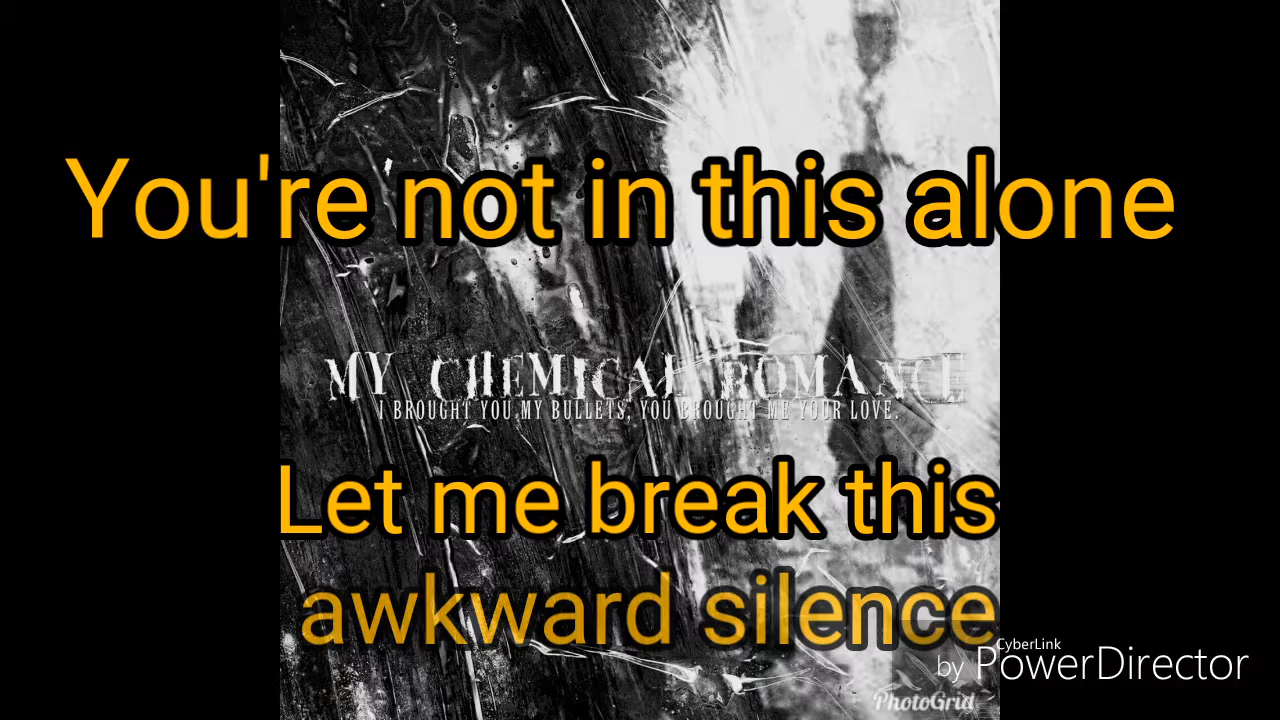 You're not in this alone
MY CHEMICAL ROMANCE
I BROUGHT YOU MY BULLETS, YOU BROUGHT ME YOUR LOVE.
Let me break this
awkward silence
CyberLink
by PowerDirector
PhotoGrid